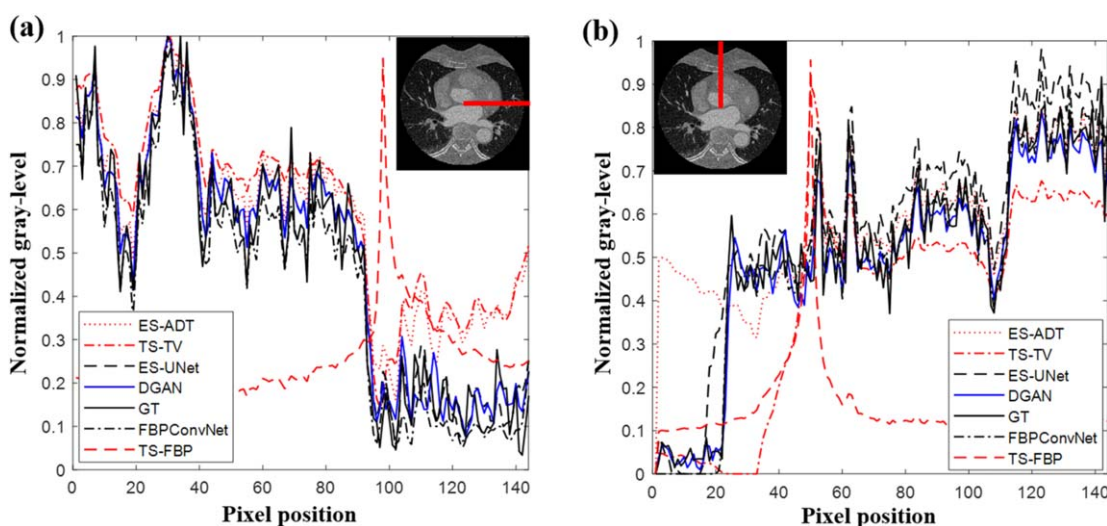 (a)
Normalized gray-level
1
0.9
0.8
0.7
0.6
0.5
0.4
0.3
0.2
0.1
0
ES-ADT
TS-TV
ES-UNet
DGAN
GT
FBPConvNet
TS-FBP
0 20 40 60 80 100 120 140
Pixel position
(b)
Normalized gray-level
1
0.9
0.8
0.7
0.6
0.5
0.4
0.3
0.2
0.1
0
ES-ADT
TS-TV
ES-UNet
DGAN
GT
FBPConvNet
TS-FBP
0 20 40 60 80 100 120 140
Pixel position